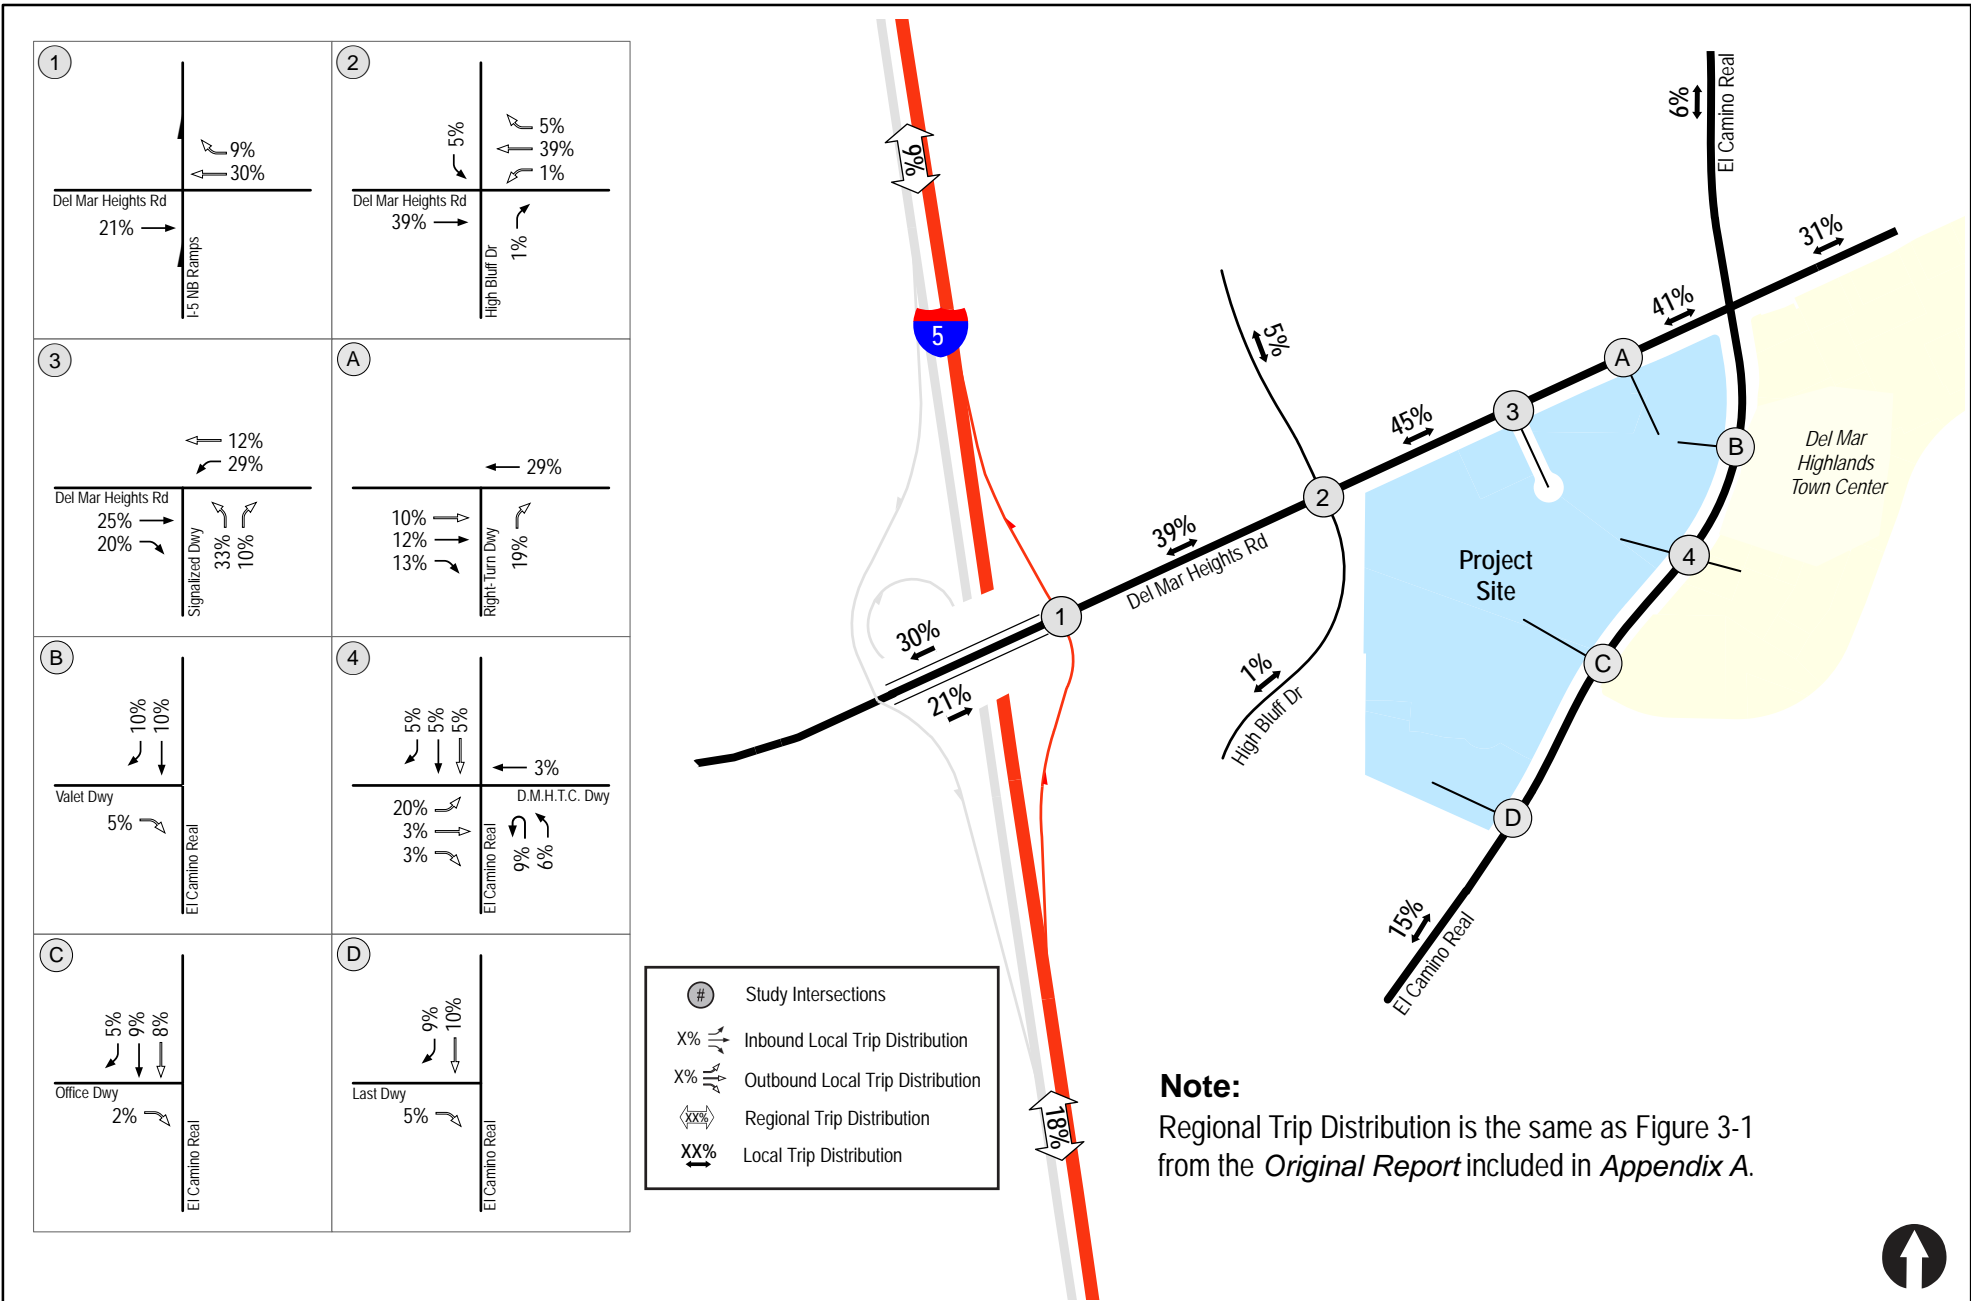 1
9%
30%
Del Mar Heights Rd
21%
I-5 NB Ramps
2
5%
5%
39%
1%
Del Mar Heights Rd
39%
1%
High Bluff Dr
3
12%
29%
Del Mar Heights Rd
25%
20%
33%
10%
Signalized Dwy
A
29%
10%
12%
13%
19%
Right-Turn Dwy
B
10%
10%
Valet Dwy
5%
El Camino Real
4
5%
5%
5%
3%
D.M.H.T.C. Dwy
20%
3%
3%
9%
6%
El Camino Real
C
5%
9%
8%
Office Dwy
2%
El Camino Real
D
9%
10%
Last Dwy
5%
El Camino Real
9%
5
6%
El Camino Real
31%
41%
A
3
45%
5%
2
B
Del Mar
Highlands
Town Center
4
Project
Site
39%
Del Mar Heights Rd
1
30%
21%
1%
High Bluff Dr
C
D
15%
El Camino Real
18%
# Study Intersections
X% Inbound Local Trip Distribution
X% Outbound Local Trip Distribution
XX% Regional Trip Distribution
XX% Local Trip Distribution
Note:
Regional Trip Distribution is the same as Figure 3-1
from the Original Report included in Appendix A.